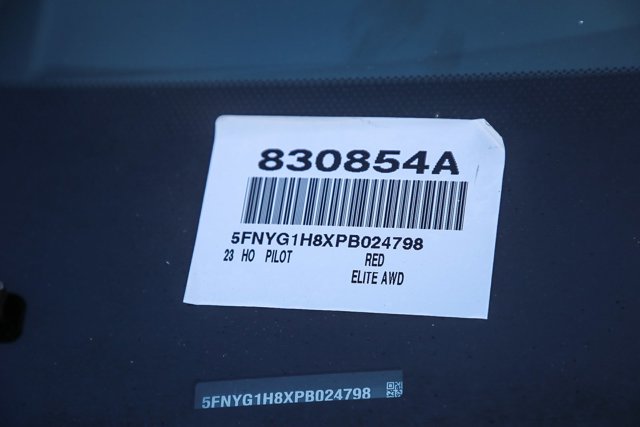 830854A
5FNYG1H8XPB024798
23 HO PILOT RED
ELITE AWD
5FNYG1H8XPB024798